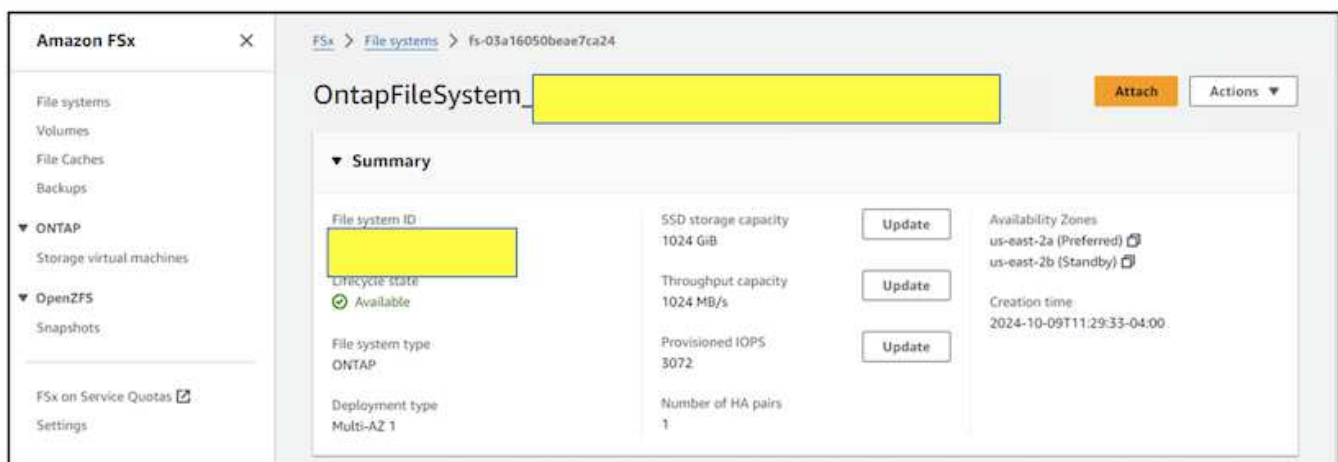 Amazon FSx
File systems
Volumes
File Caches
Backups
ONTAP
Storage virtual machines
OpenZFS
Snapshots
FSx on Service Quotas
Settings
FSx > File systems > fs-03a16050beae7ca24
OntapFileSystem_
Attach
Actions
Summary
File system ID
Lifecycle state
Available
File system type
ONTAP
Deployment type
Multi-AZ 1
SSD storage capacity
1024 GiB
Update
Throughput capacity
1024 MB/s
Update
Provisioned IOPS
3072
Update
Number of HA pairs
1
Availability Zones
us-east-2a (Preferred)
us-east-2b (Standby)
Creation time
2024-10-09T11:29:33-04:00